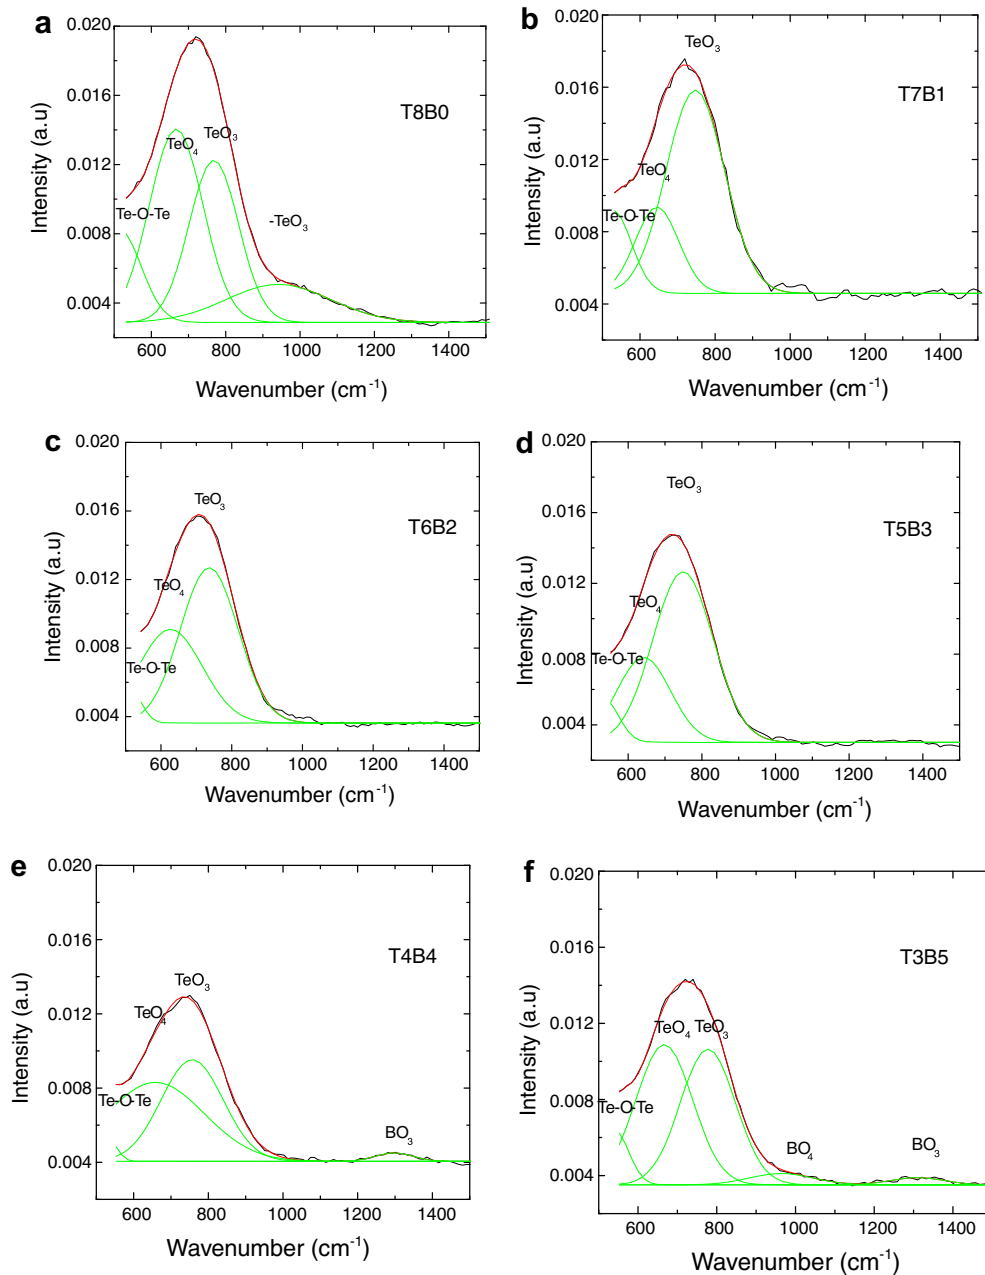 a
0.020
0.016
0.012
0.008
0.004
Intensity (a.u)
T8B0
TeO4
TeO3
Te-O-Te
-TeO3
600 800 1000 1200 1400
Wavenumber (cm-1)
b
0.020
0.016
0.012
0.008
0.004
Intensity (a.u)
TeO3
T7B1
TeO4
Te-O-Te
600 800 1000 1200 1400
Wavenumber (cm-1)
c
0.020
0.016
0.012
0.008
0.004
Intensity (a.u)
TeO3
T6B2
TeO4
Te-O-Te
600 800 1000 1200 1400
Wavenumber (cm-1)
d
0.020
0.016
0.012
0.008
0.004
Intensity (a.u)
TeO3
T5B3
TeO4
Te-O-Te
600 800 1000 1200 1400
Wavenumber (cm-1)
e
0.020
0.016
0.012
0.008
0.004
Intensity (a.u)
T4B4
TeO3
TeO4
Te-O-Te
BO3
600 800 1000 1200 1400
Wavenumber (cm-1)
f
0.020
0.016
0.012
0.008
0.004
Intensity (a.u)
T3B5
TeO4 TeO3
Te-O-Te
BO4
BO3
600 800 1000 1200 1400
Wavenumber (cm-1)